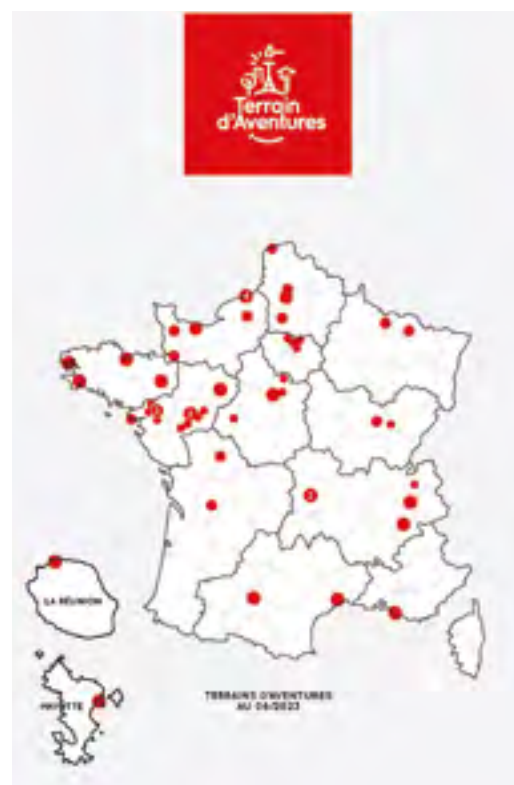 Terrain
d'Aventures
LA RÉUNION
MAYOTTE
TERRAINS D'AVENTURES
AU 04/2023